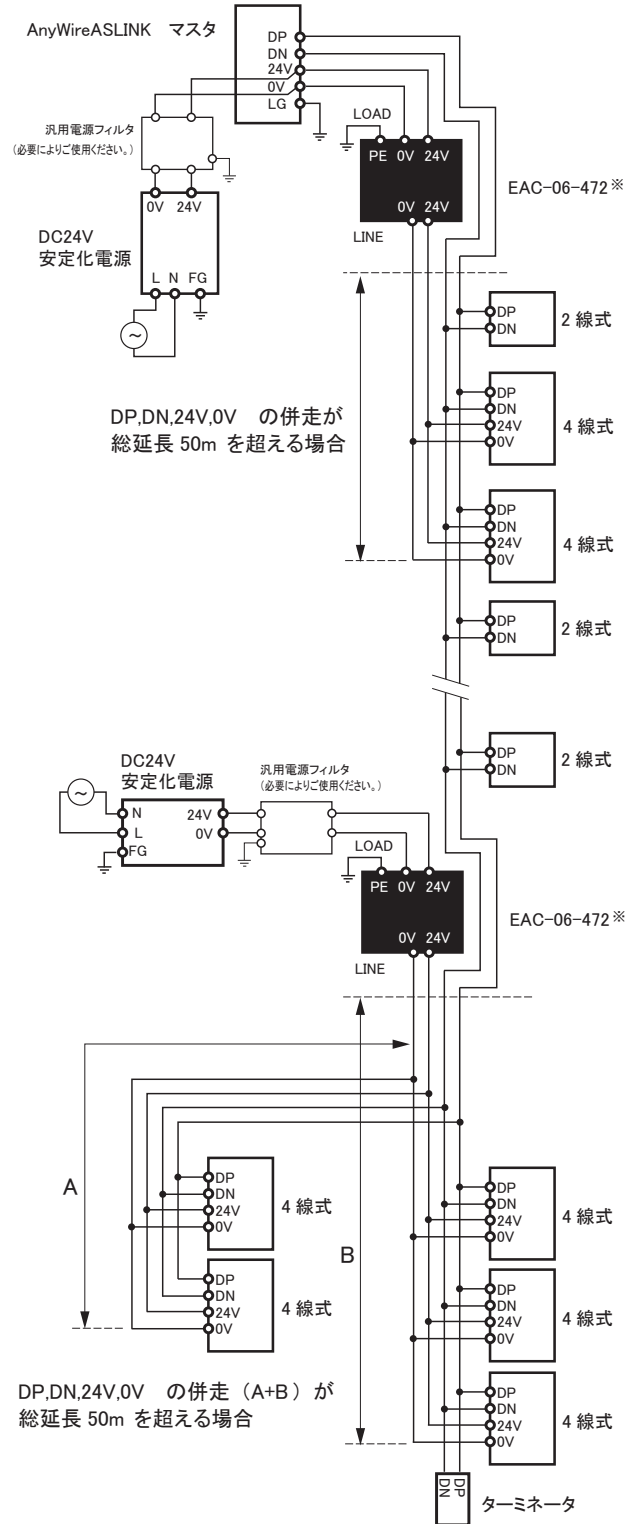 AnyWireASLINK マスタ
DP
DN
24V
0V
LG
汎用電源フィルタ
(必要によりご使用ください。)
0V 24V
DC24V
安定化電源
L N FG
LOAD
PE 0V 24V
0V 24V
LINE
EAC-06-472※
DP
DN
2 線式
DP
DN
24V
0V
4 線式
DP,DN,24V,0V の併走が
総延長 50m を超える場合
DP
DN
24V
0V
4 線式
DP
DN
2 線式
DP
DN
2 線式
DC24V
安定化電源
N
L
FG
24V
0V
汎用電源フィルタ
(必要によりご使用ください。)
LOAD
PE 0V 24V
0V 24V
LINE
EAC-06-472※
A
DP
DN
24V
0V
4 線式
DP
DN
24V
0V
4 線式
B
DP
DN
24V
0V
4 線式
DP
DN
24V
0V
4 線式
DP
DN
24V
0V
4 線式
DP,DN,24V,0V の併走（A+B）が
総延長 50m を超える場合
DP
DN
ターミネータ